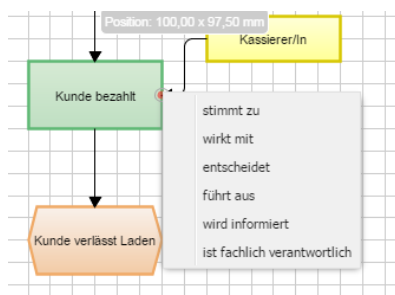 Position: 100,00 x 97,50 mm
Kassierer/In
Kunde bezahlt
stimmt zu
wirkt mit
entscheidet
führt aus
wird informiert
ist fachlich verantwortlich
Kunde verlässt Laden